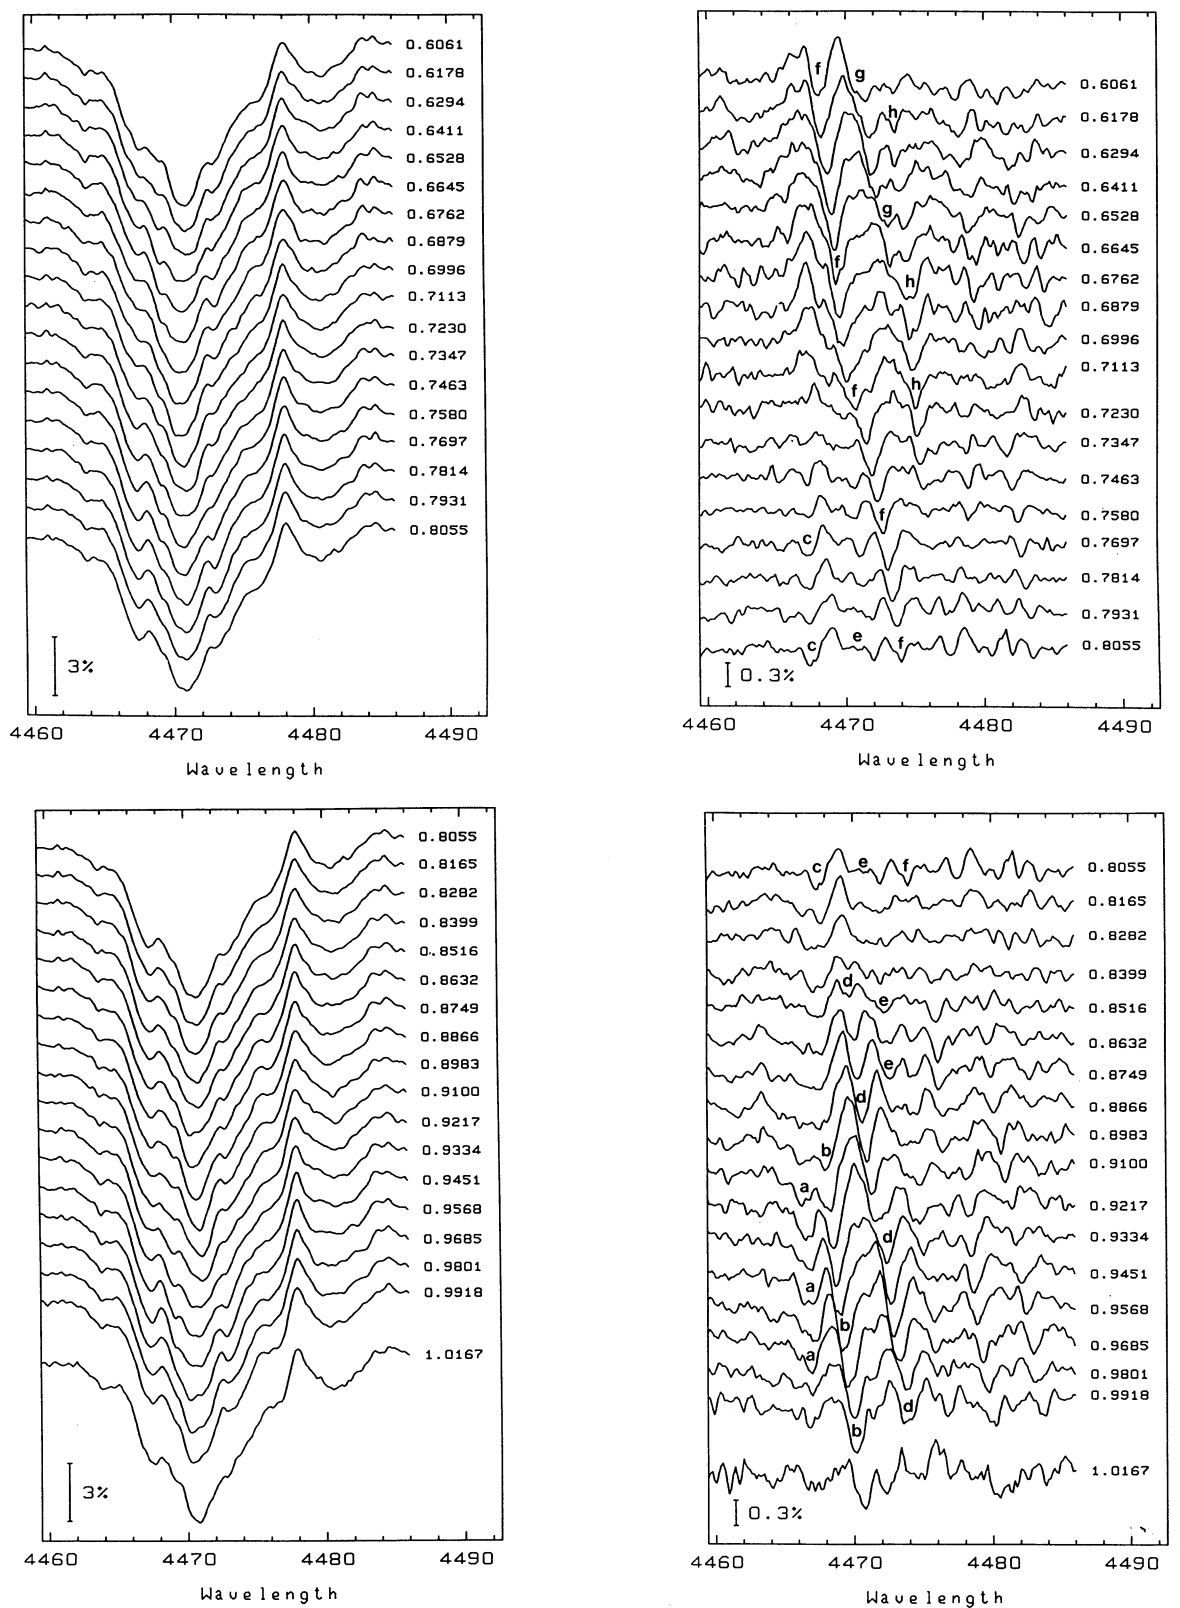 0.6061
0.6178
0.6294
0.6411
0.6528
0.6645
0.6762
0.6879
0.6996
0.7113
0.7230
0.7347
0.7463
0.7580
0.7697
0.7814
0.7931
0.8055
3%
4460 4470 4480 4490
Wavelength
f
g
0.6061
h
0.6178
0.6294
0.6411
g
0.6528
0.6645
f
0.6762
h
0.6879
0.6996
0.7113
f h
0.7230
0.7347
0.7463
f
0.7580
c
0.7697
0.7814
0.7931
c e f
0.8055
0.3%
4460 4470 4480 4490
Wavelength
0.8055
0.8165
0.8282
0.8399
0.8516
0.8632
0.8749
0.8866
0.8983
0.9100
0.9217
0.9334
0.9451
0.9568
0.9685
0.9801
0.9918
1.0167
3%
4460 4470 4480 4490
Wavelength
c e f
0.8055
0.8165
0.8282
0.8399
d
e
0.8516
0.8632
e
0.8749
d
0.8866
0.8983
b
0.9100
a
0.9217
d
0.9334
0.9451
a
0.9568
b
0.9685
a
0.9801
0.9918
d
b
1.0167
0.3%
4460 4470 4480 4490
Wavelength